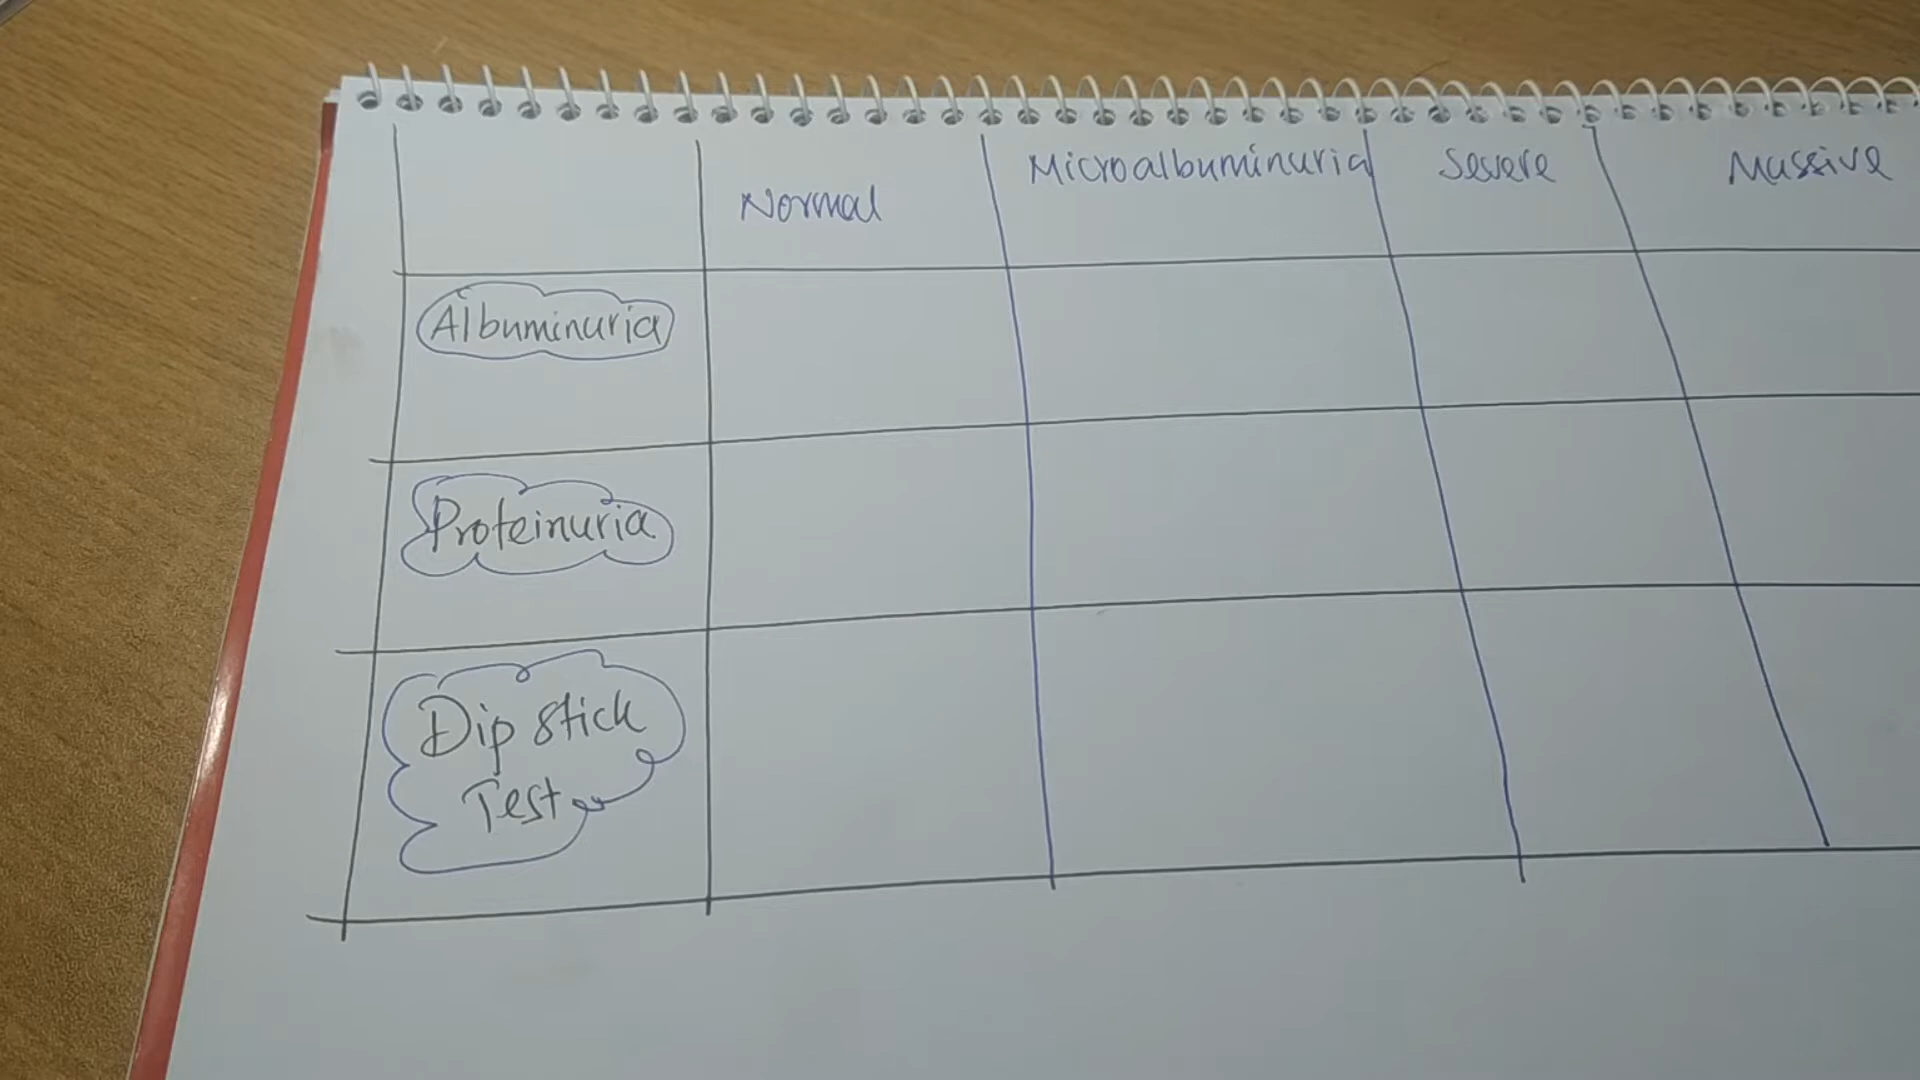 Normal
Microalbuminuria
Severe
Massive
Albuminuria
Proteinuria
Dip stick
Test